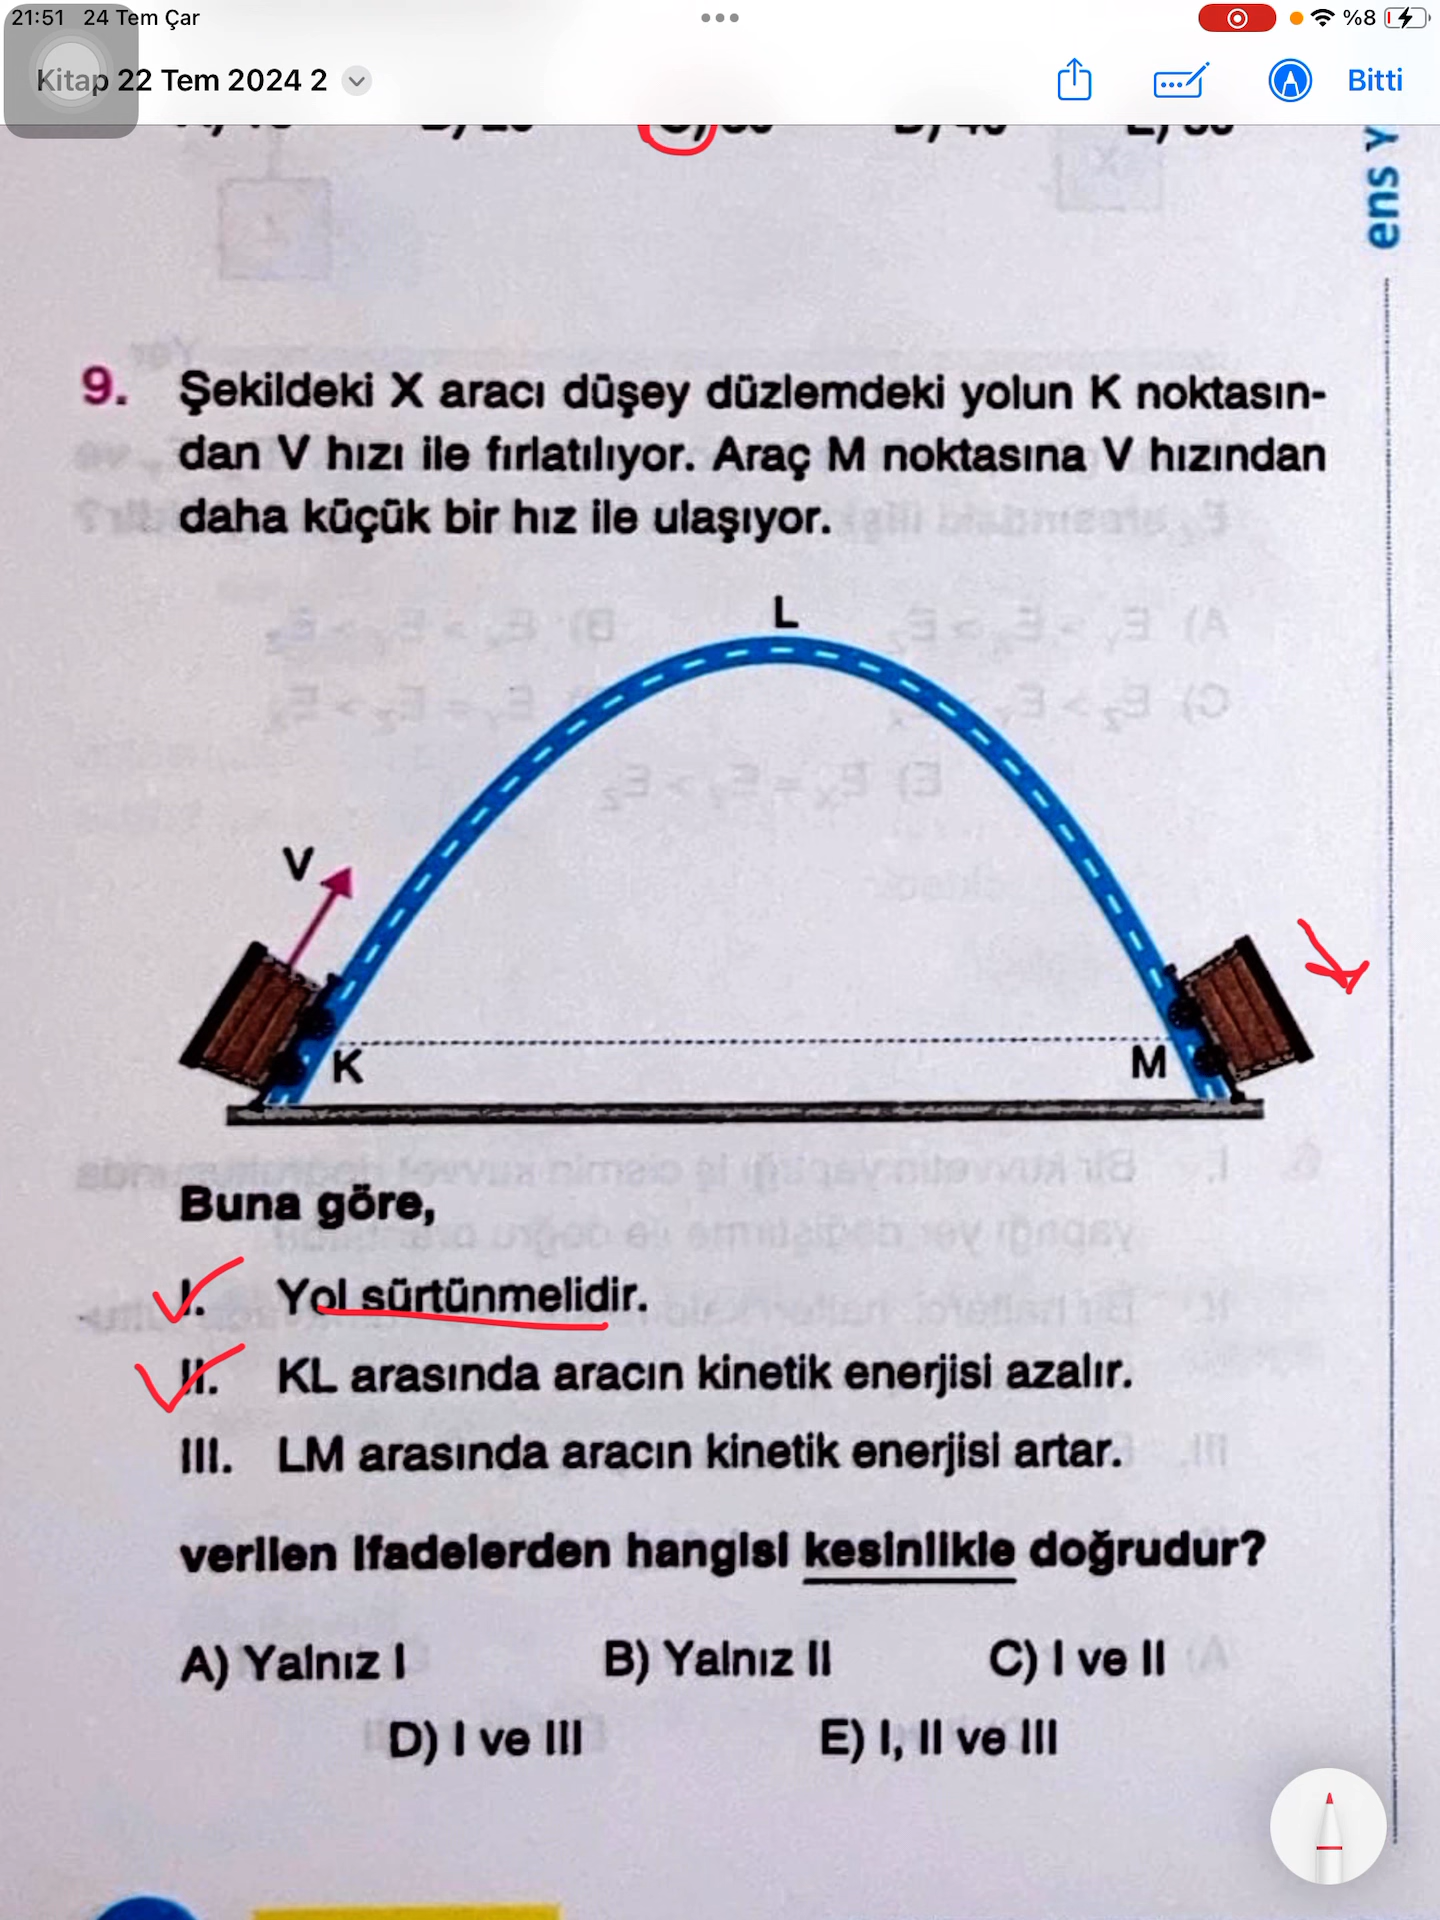 21:51 24 Tem Çar
%8
Kitap 22 Tem 2024 2
Bitti
ens Y
9. Şekildeki X aracı düşey düzlemdeki yolun K noktasın-
dan V hızı ile fırlatılıyor. Araç M noktasına V hızından
daha küçük bir hız ile ulaşıyor.
L
V
K
M
Buna göre,
I. Yol sürtünmelidir.
II. KL arasında aracın kinetik enerjisi azalır.
III. LM arasında aracın kinetik enerjisi artar.
verilen ifadelerden hangisi kesinlikle doğrudur?
A) Yalnız I B) Yalnız II C) I ve II
D) I ve III E) I, II ve III